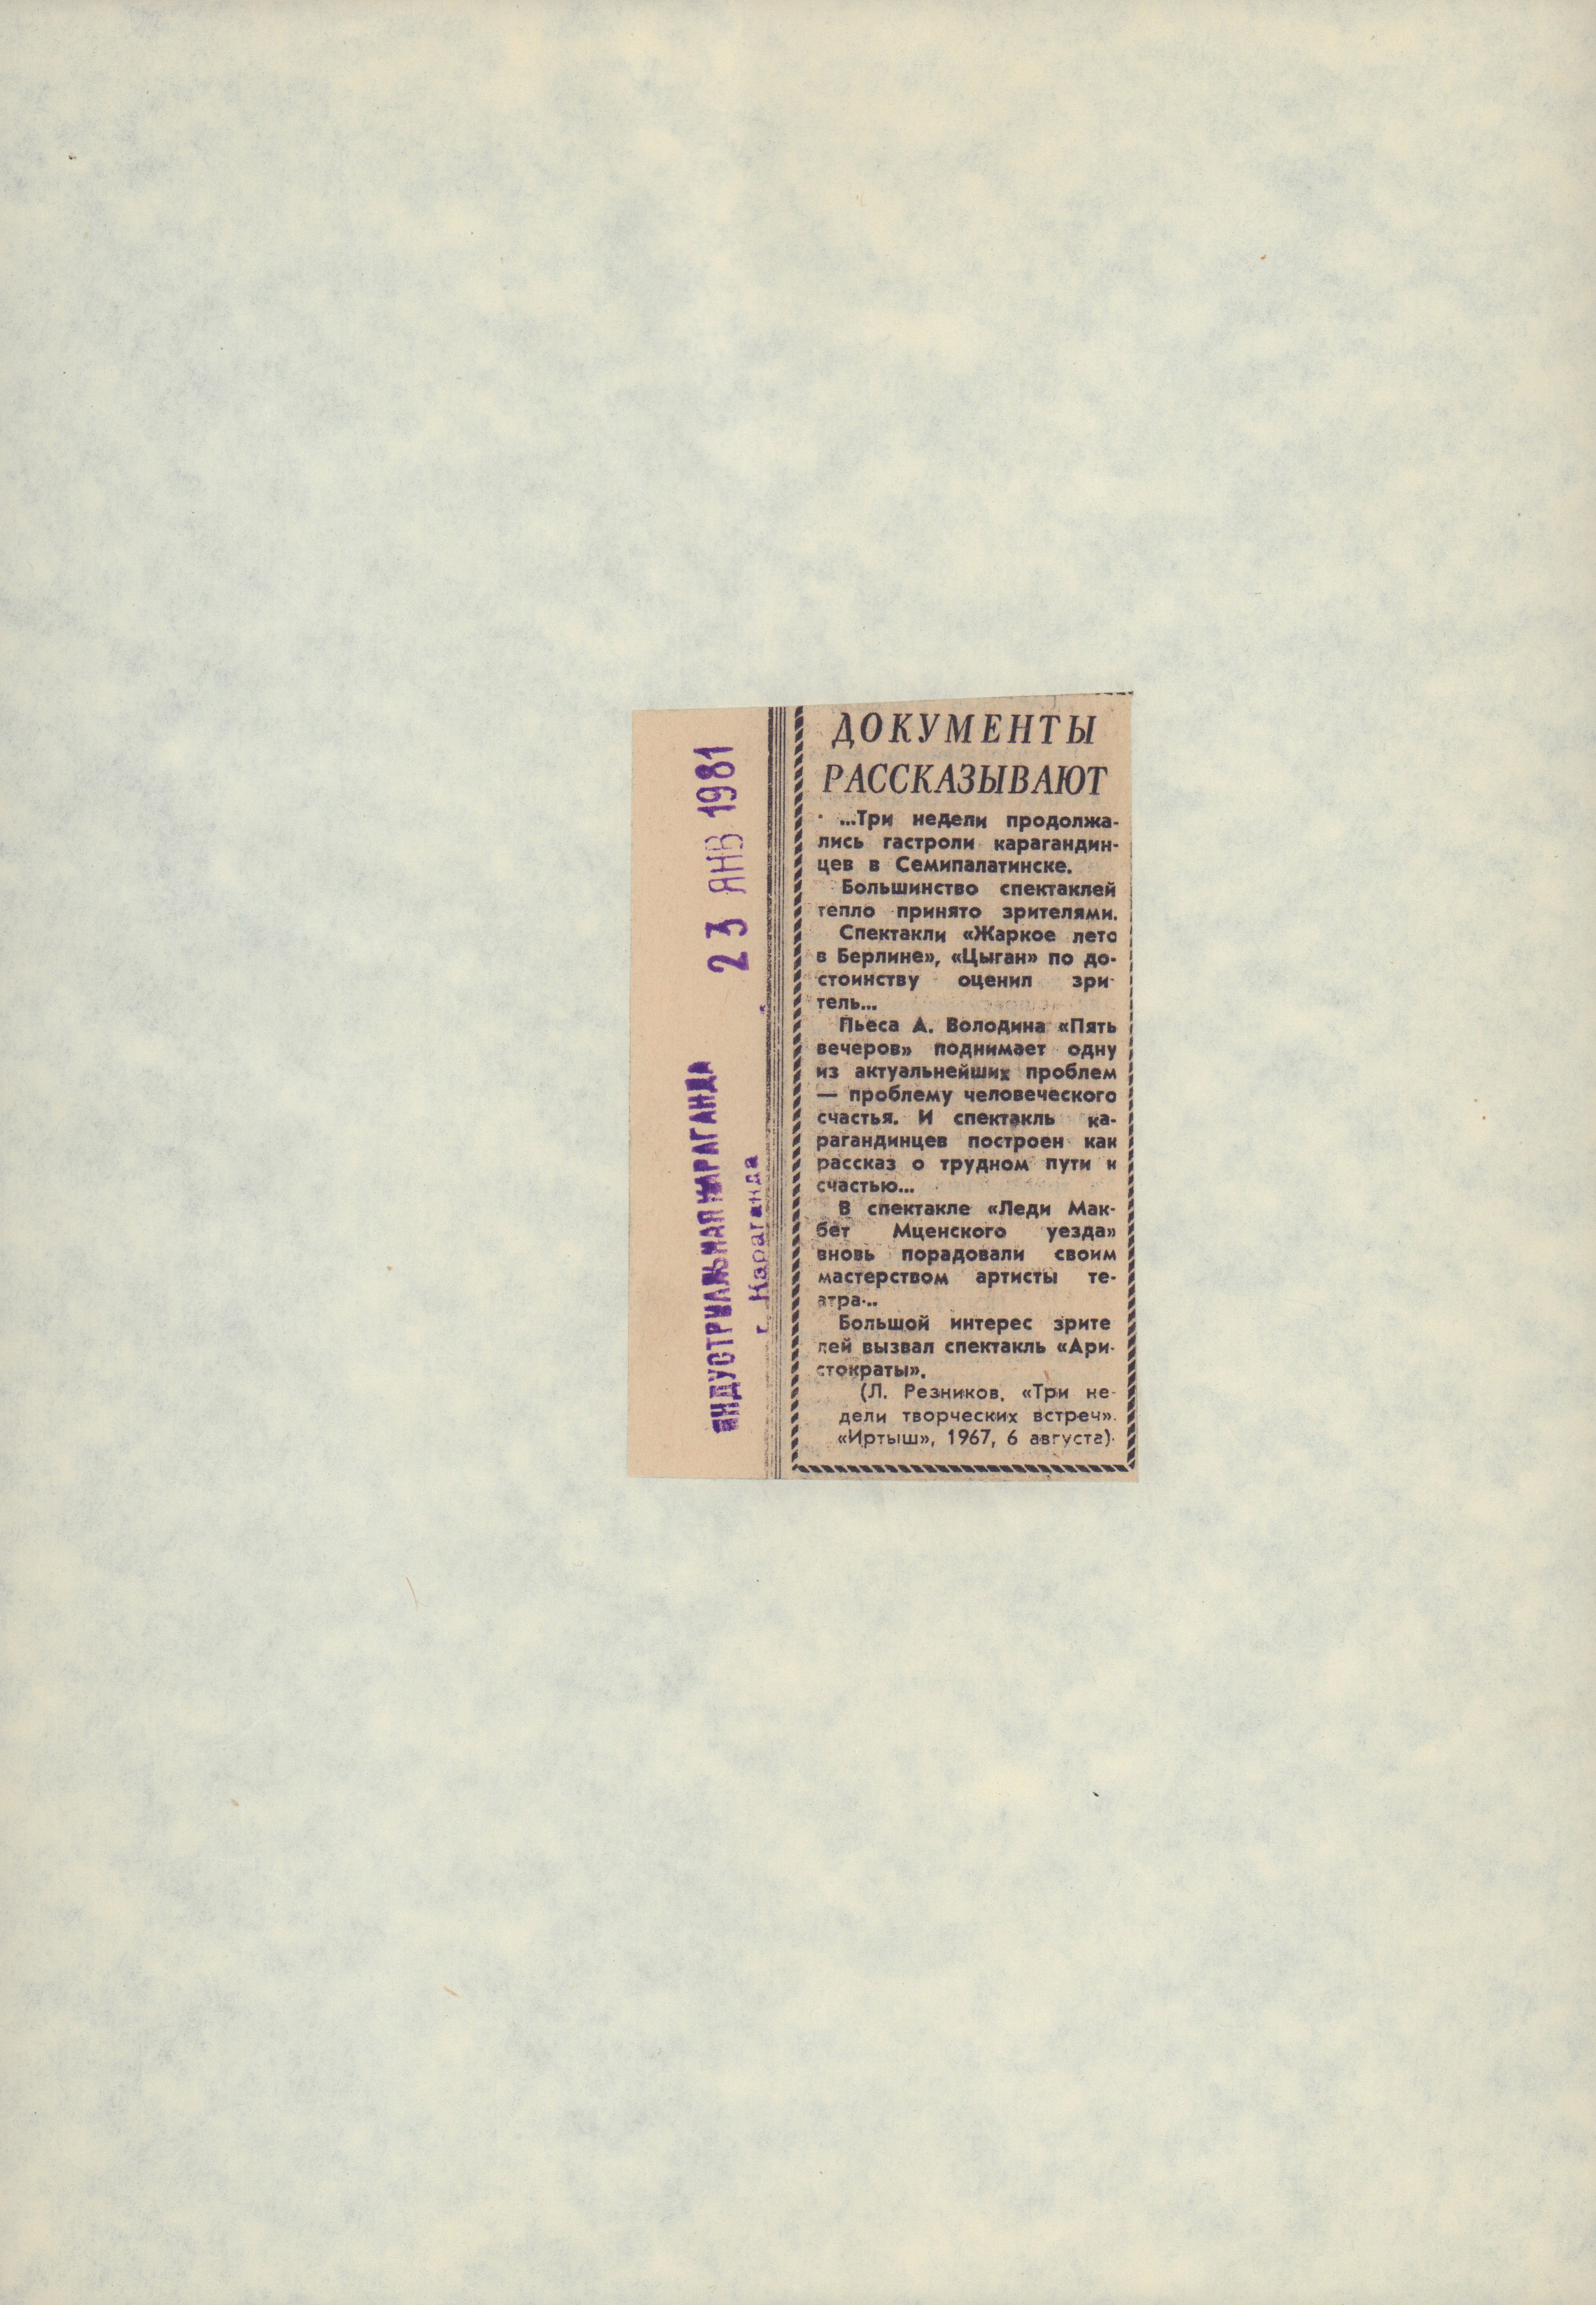 ИНДУСТРИАЛЬНАЯ КАРАГАНДА
г. Караганда
23 ЯНВ 1981
ДОКУМЕНТЫ
РАССКАЗЫВАЮТ
...Три недели продолжа-
лись гастроли карагандин-
цев в Семипалатинске.
Большинство спектаклей
тепло принято зрителями.
Спектакли «Жаркое лето
в Берлине», «Цыган» по до-
стоинству оценил зри-
тель...
Пьеса А. Володина «Пять
вечеров» поднимает одну
из актуальнейших проблем
— проблему человеческого
счастья. И спектакль ка-
рагандинцев построен как
рассказ о трудном пути к
счастью...
В спектакле «Леди Мак-
бет Мценского уезда»
вновь порадовали своим
мастерством артисты те-
атра...
Большой интерес зрите
лей вызвал спектакль «Ари-
стократы».
(Л. Резников, «Три не-
дели творческих встреч».
«Иртыш», 1967, 6 августа).